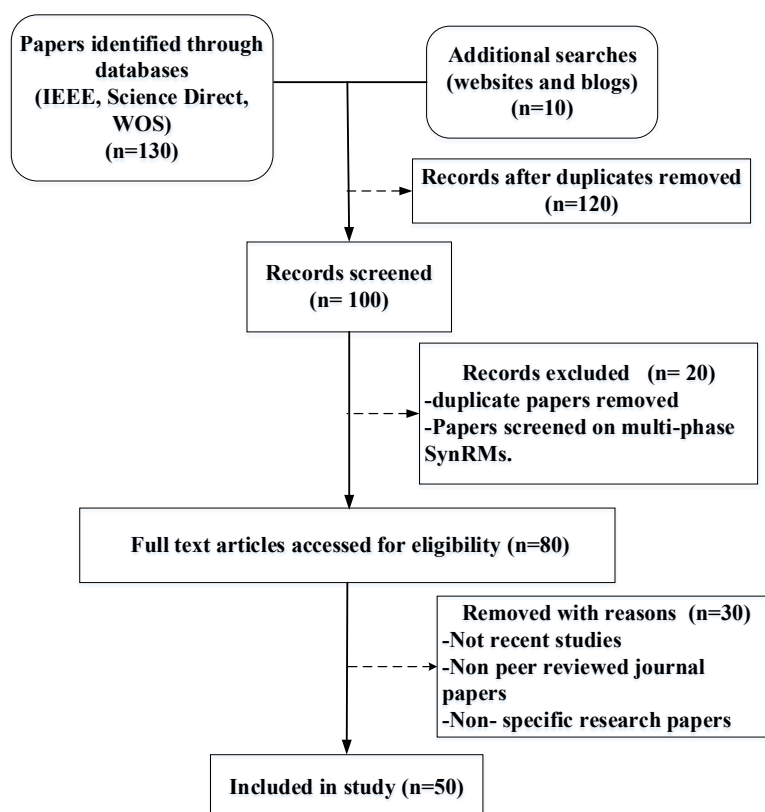 Papers identified through
databases
(IEEE, Science Direct,
WOS)
(n=130)
Additional searches
(websites and blogs)
(n=10)
Records after duplicates removed
(n=120)
Records screened
(n= 100)
Records excluded (n= 20)
-duplicate papers removed
-Papers screened on multi-phase
SynRMs.
Full text articles accessed for eligibility (n=80)
Removed with reasons (n=30)
-Not recent studies
-Non peer reviewed journal
papers
-Non- specific research papers
Included in study (n=50)